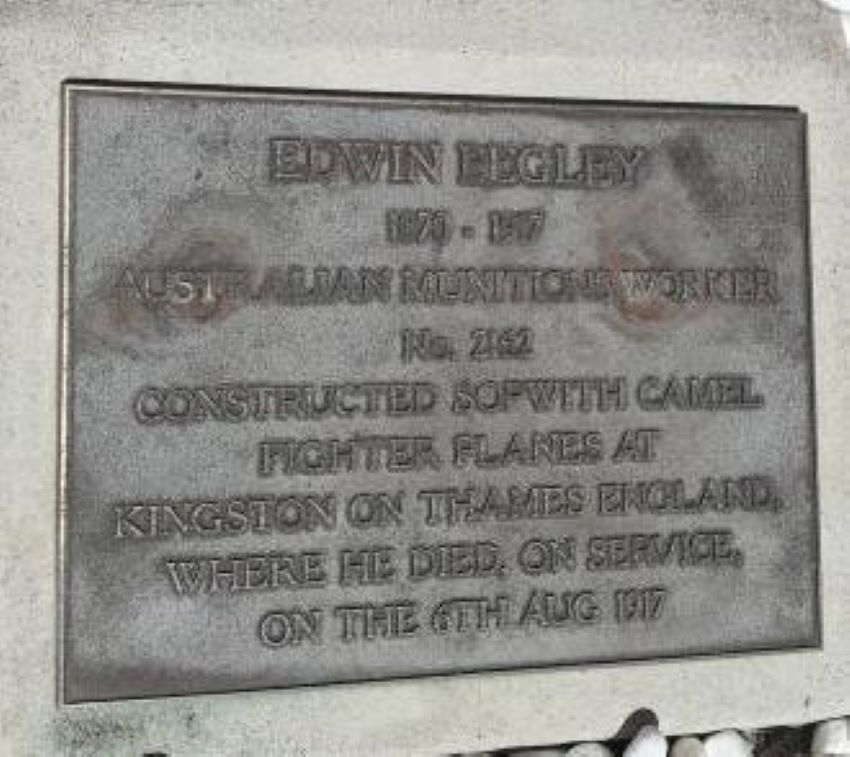 EDWIN BEGLEY
1870 - 1917
AUSTRALIAN MUNITIONS WORKER
No. 2162
CONSTRUCTED SOPWITH CAMEL
FIGHTER PLANES AT
KINGSTON ON THAMES ENGLAND,
WHERE HE DIED, ON SERVICE,
ON THE 6TH AUG 1917